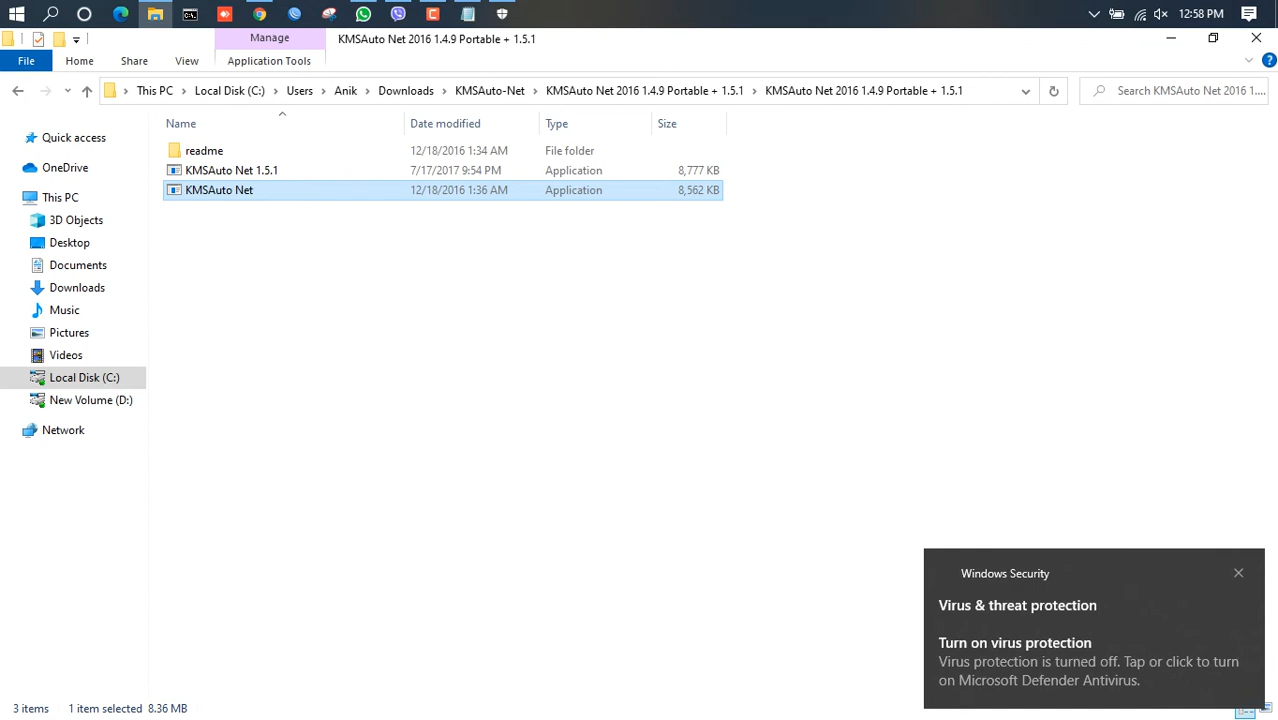 12:58 PM
Manage
KMSAuto Net 2016 1.4.9 Portable + 1.5.1
File
Home
Share
View
Application Tools
This PC
Local Disk (C:)
Users
Anik
Downloads
KMSAuto-Net
KMSAuto Net 2016 1.4.9 Portable + 1.5.1
KMSAuto Net 2016 1.4.9 Portable + 1.5.1
Search KMSAuto Net 2016 1....
Quick access
OneDrive
This PC
3D Objects
Desktop
Documents
Downloads
Music
Pictures
Videos
Local Disk (C:)
New Volume (D:)
Network
Name Date modified Type Size
readme 12/18/2016 1:34 AM File folder
KMSAuto Net 1.5.1 7/17/2017 9:54 PM Application 8,777 KB
KMSAuto Net 12/18/2016 1:36 AM Application 8,562 KB
Windows Security
Virus & threat protection
Turn on virus protection
Virus protection is turned off. Tap or click to turn
on Microsoft Defender Antivirus.
3 items 1 item selected 8.36 MB